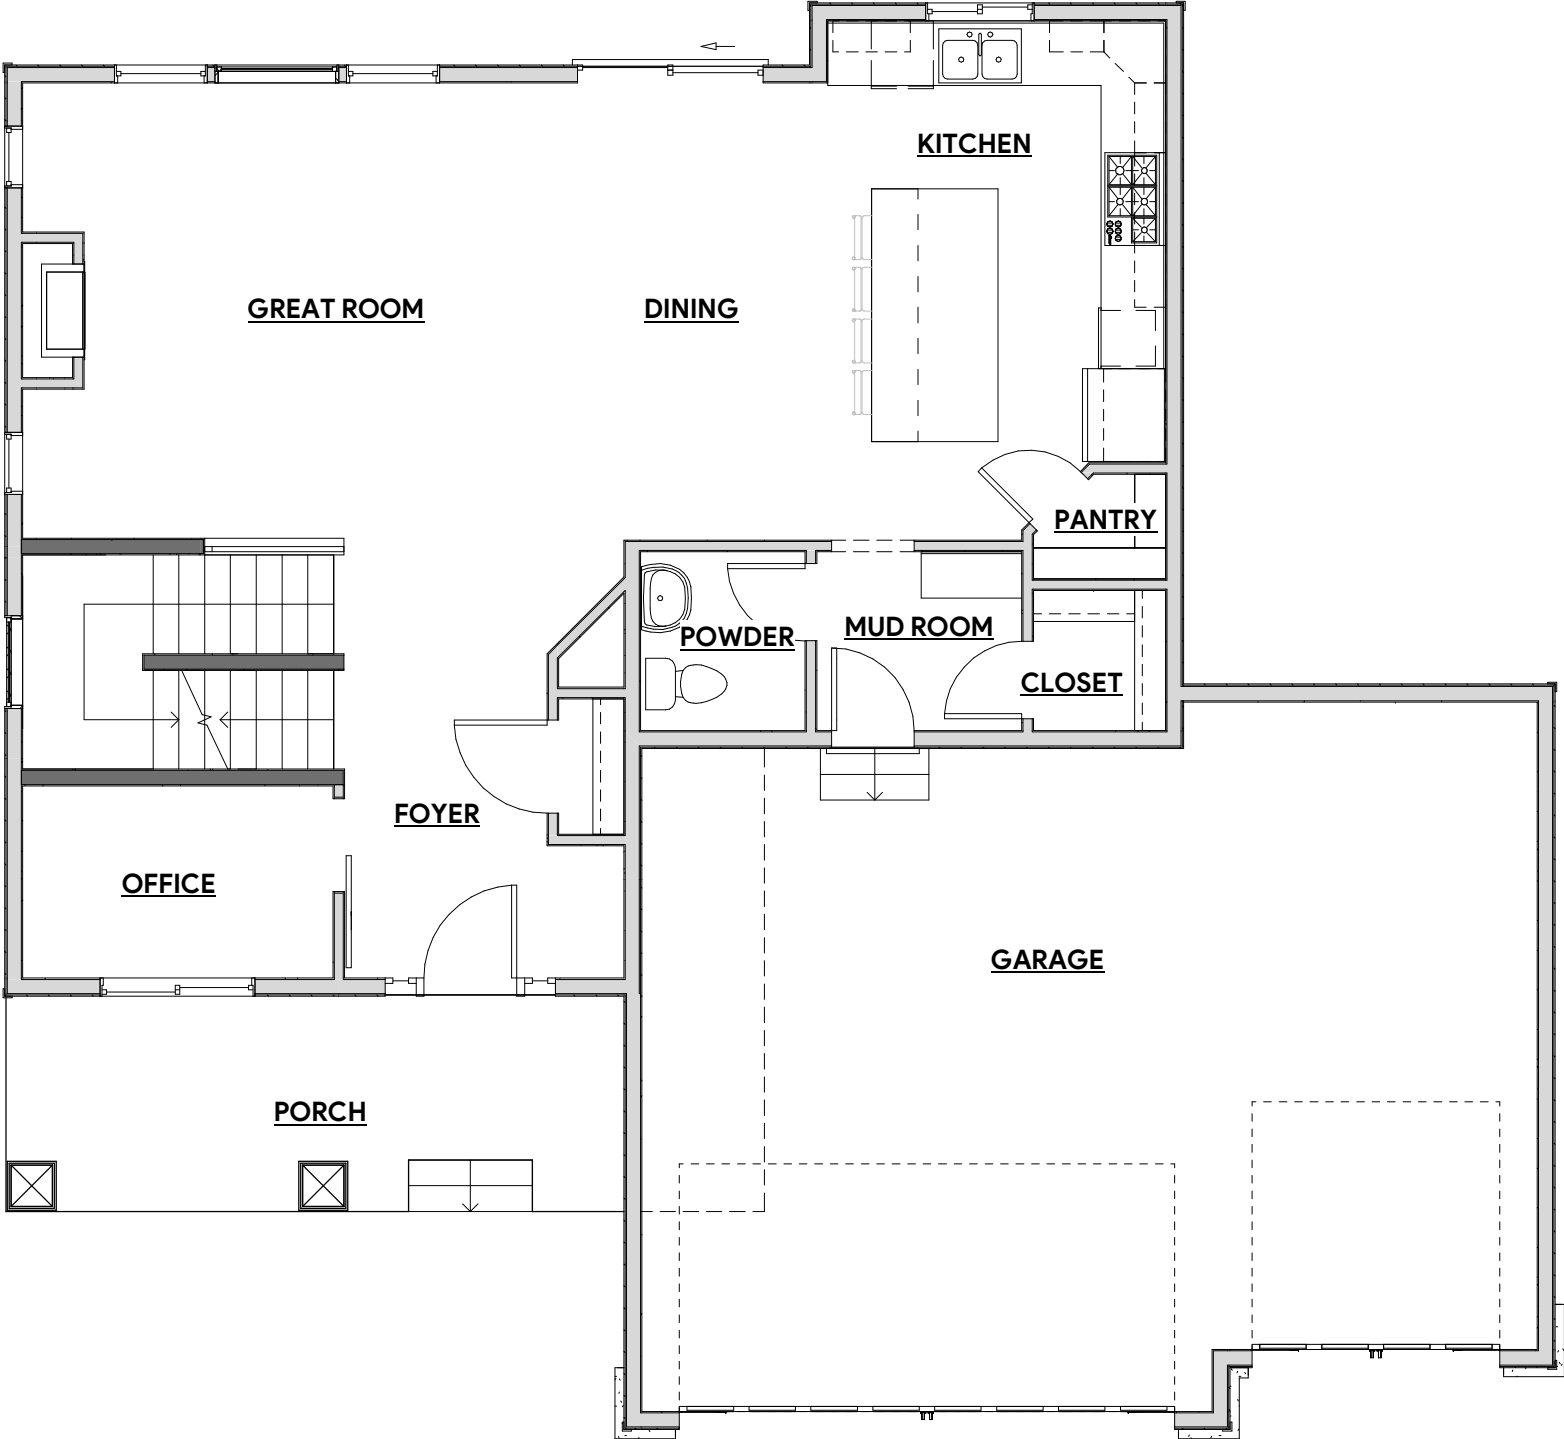 KITCHEN
GREAT ROOM
DINING
PANTRY
MUD ROOM
POWDER
CLOSET
FOYER
OFFICE
GARAGE
PORCH